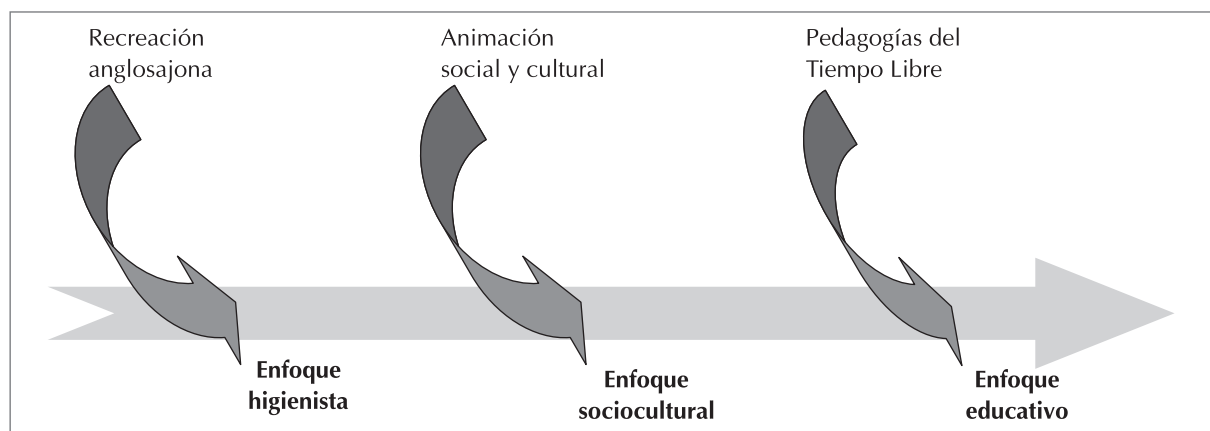 Recreación
anglosajona
Animación
social y cultural
Pedagogías del
Tiempo Libre
Enfoque
higienista
Enfoque
sociocultural
Enfoque
educativo